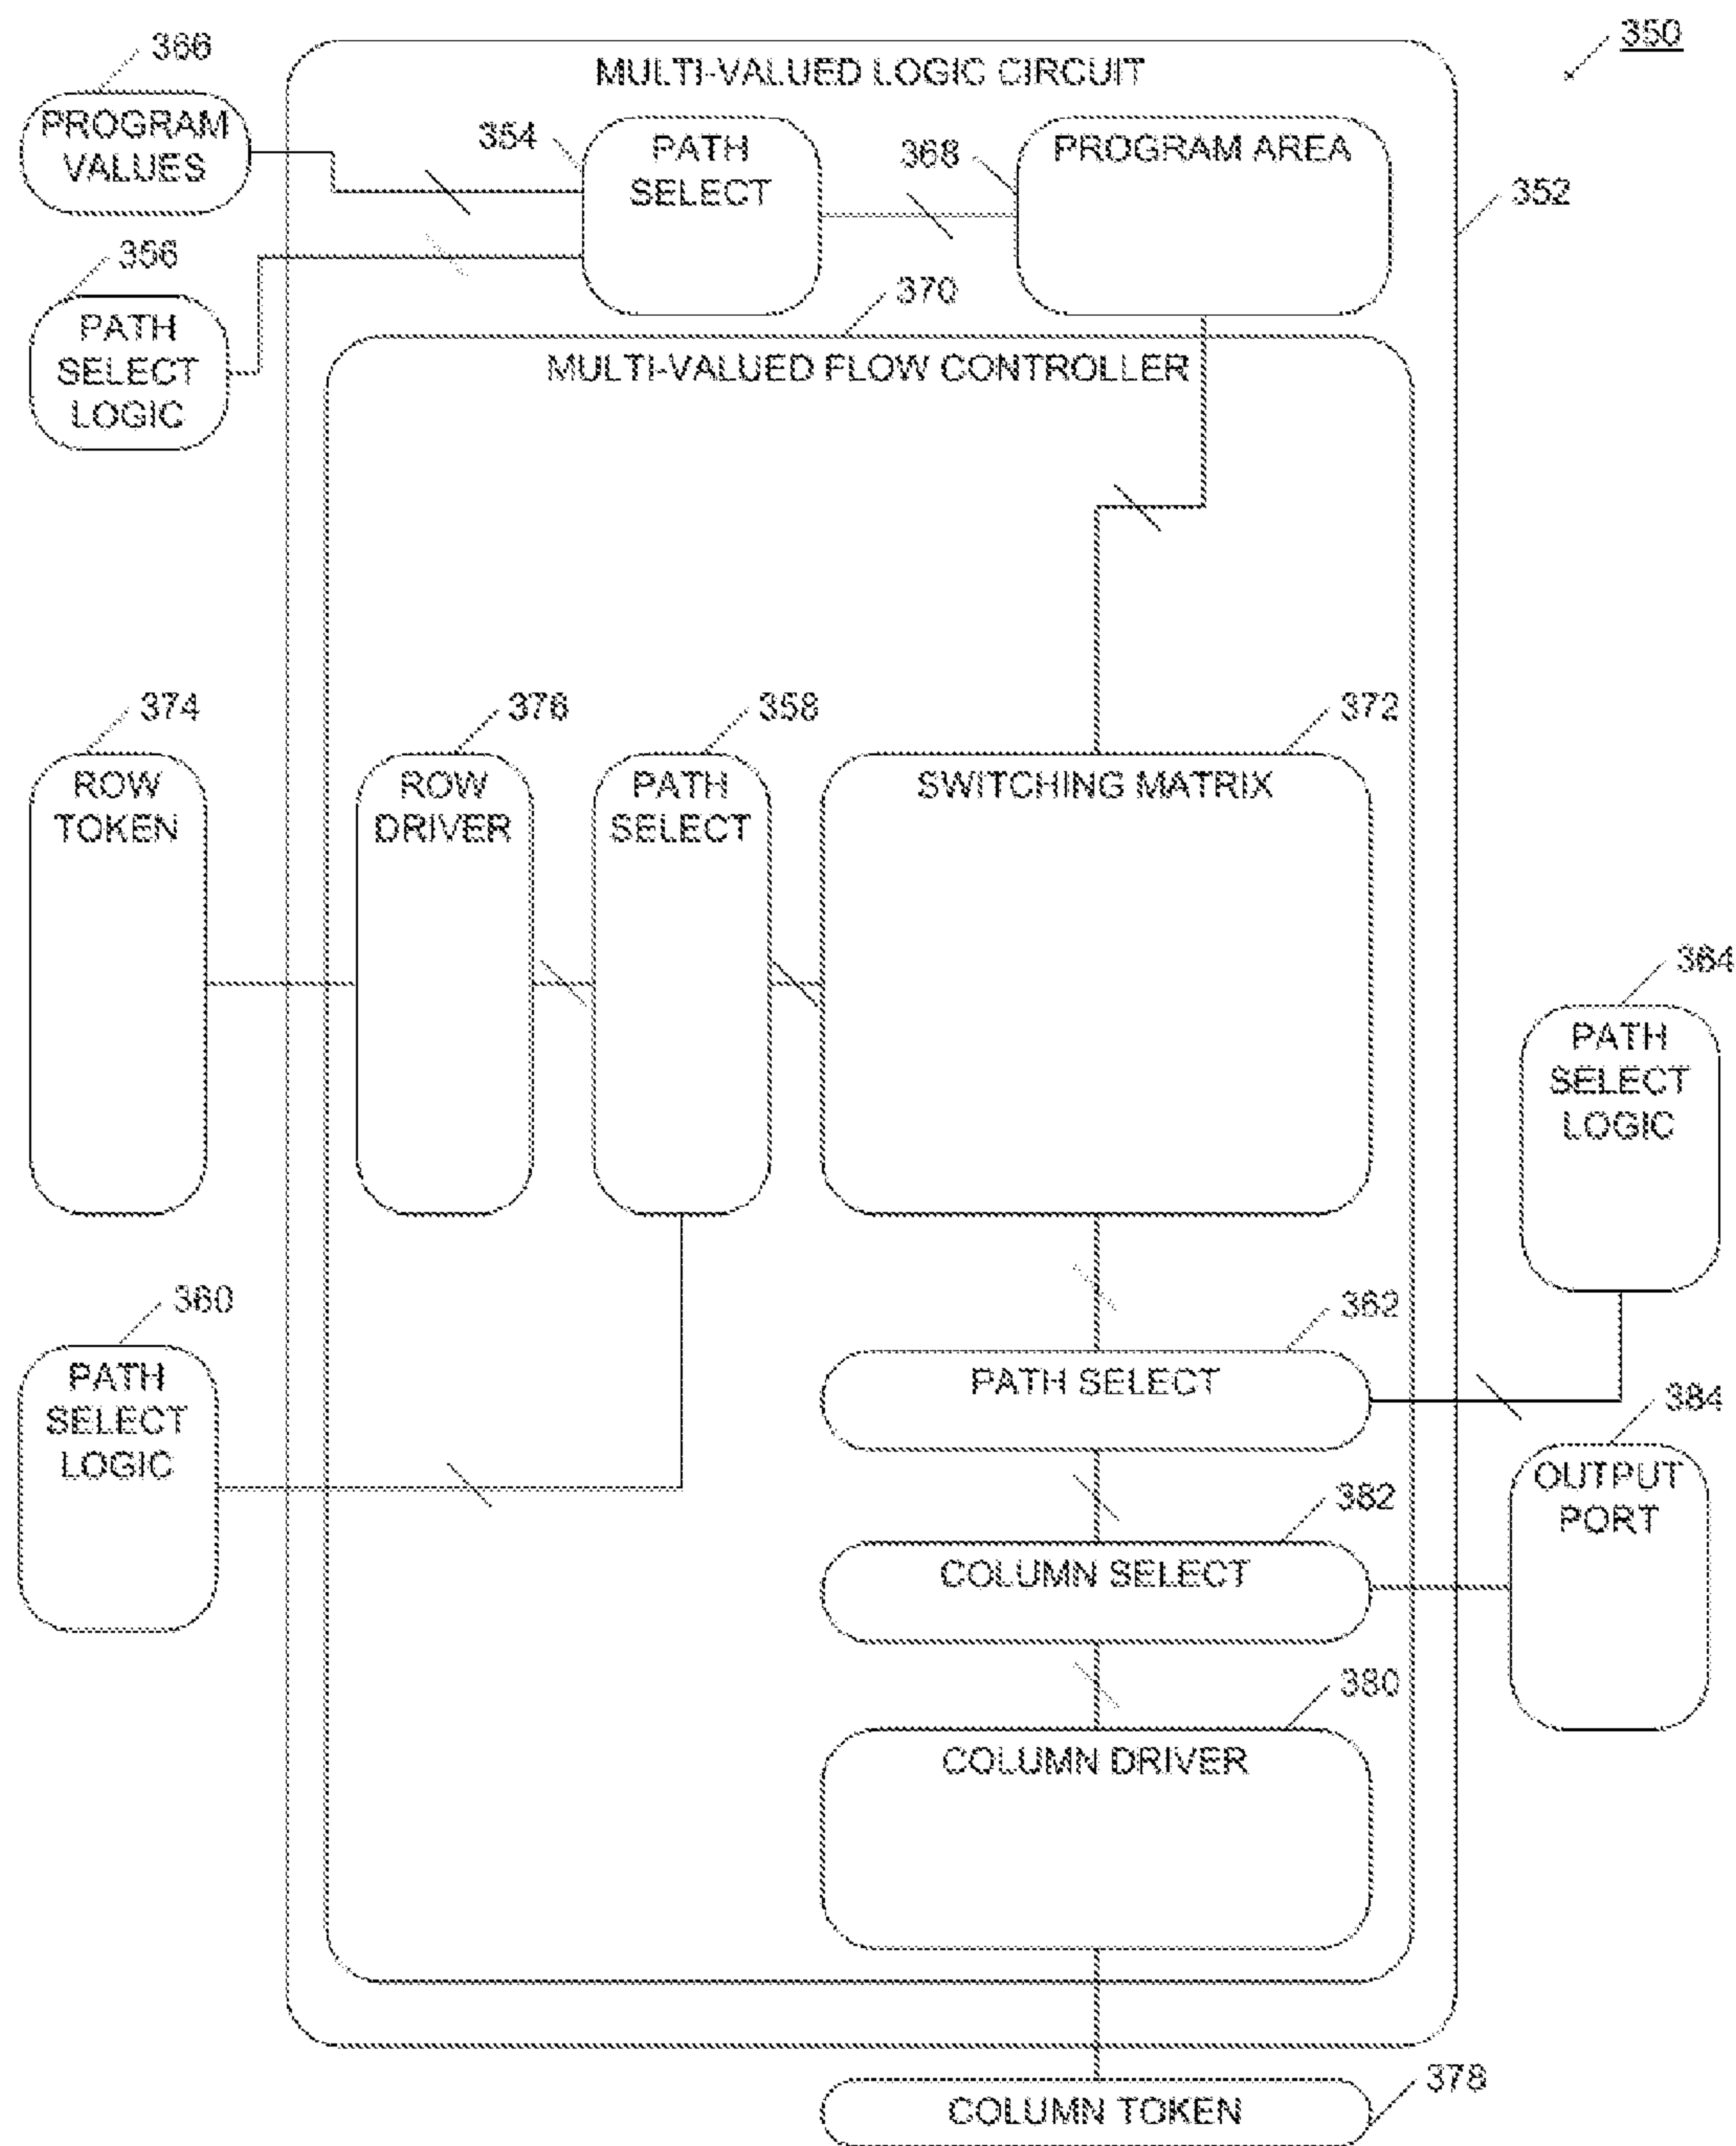 350
366
MULTI-VALUED LOGIC CIRCUIT
PROGRAM
VALUES
354
PATH
SELECT
368
PROGRAM AREA
352
356
PATH
SELECT
LOGIC
370
MULTI-VALUED FLOW CONTROLLER
374
ROW
TOKEN
376
ROW
DRIVER
358
PATH
SELECT
372
SWITCHING MATRIX
364
PATH
SELECT
LOGIC
360
PATH
SELECT
LOGIC
362
PATH SELECT
384
OUTPUT
PORT
382
COLUMN SELECT
380
COLUMN DRIVER
378
COLUMN TOKEN